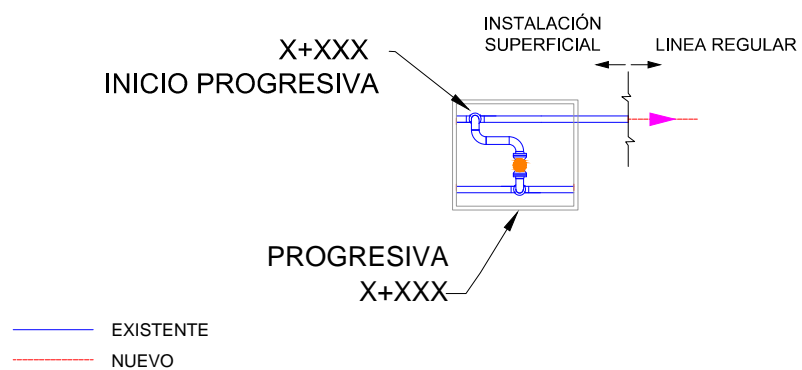 INSTALACIÓN
SUPERFICIAL
LINEA REGULAR
X+XXX
INICIO PROGRESIVA
PROGRESIVA
X+XXX
EXISTENTE
NUEVO